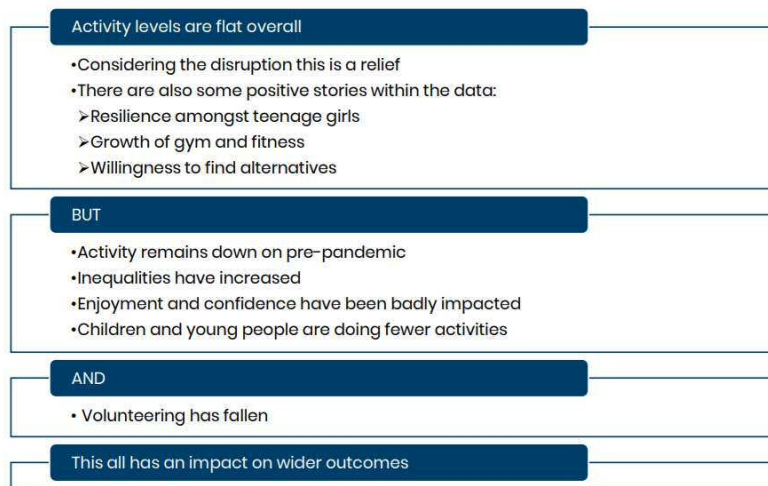 Activity levels are flat overall
•Considering the disruption this is a relief
•There are also some positive stories within the data:
➢Resilience amongst teenage girls
➢Growth of gym and fitness
➢Willingness to find alternatives
BUT
•Activity remains down on pre-pandemic
•Inequalities have increased
•Enjoyment and confidence have been badly impacted
•Children and young people are doing fewer activities
AND
• Volunteering has fallen
This all has an impact on wider outcomes